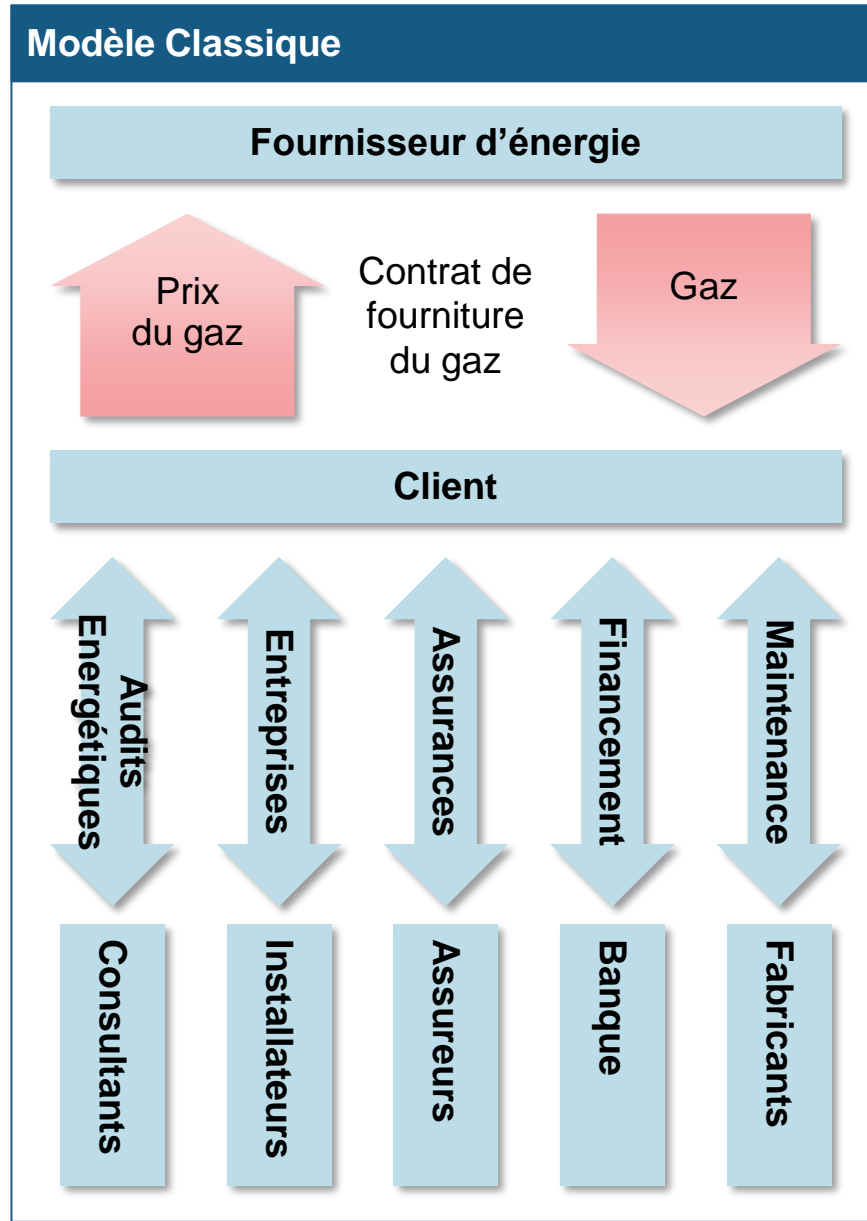 Modèle Classique
Fournisseur d’énergie
Prix
du gaz
Contrat de
fourniture
du gaz
Gaz
Client
Audits
Energétiques
Entreprises
Assurances
Financement
Maintenance
Consultants
Installateurs
Assureurs
Banque
Fabricants